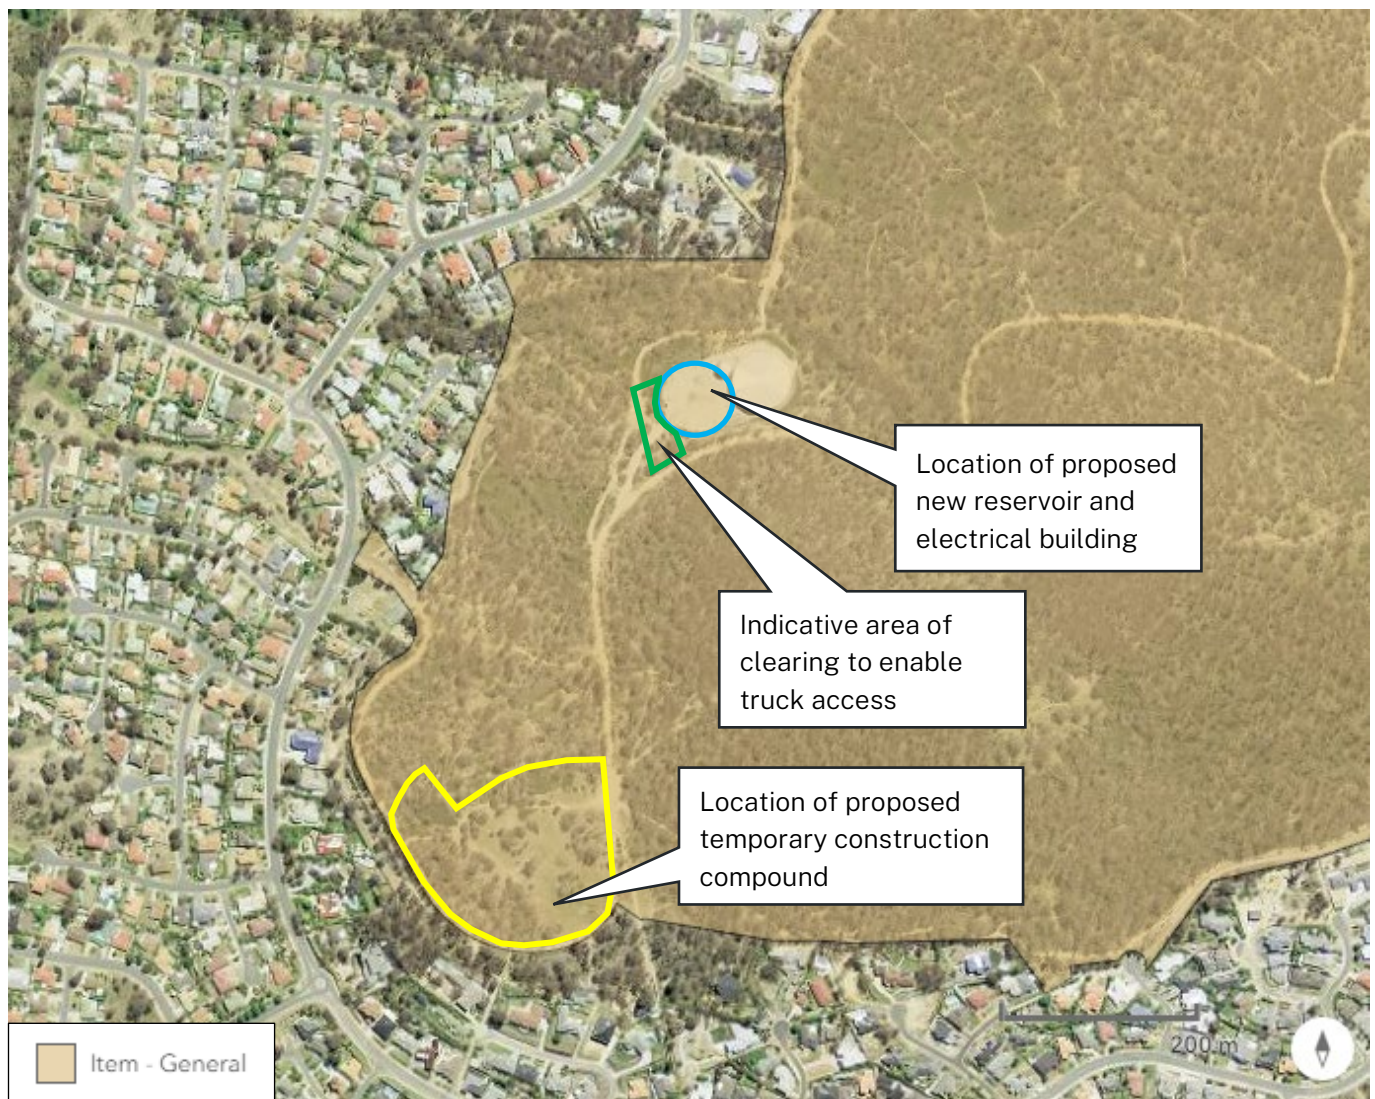 Location of proposed
new reservoir and
electrical building
Indicative area of
clearing to enable
truck access
Location of proposed
temporary construction
compound
200 m
Item - General